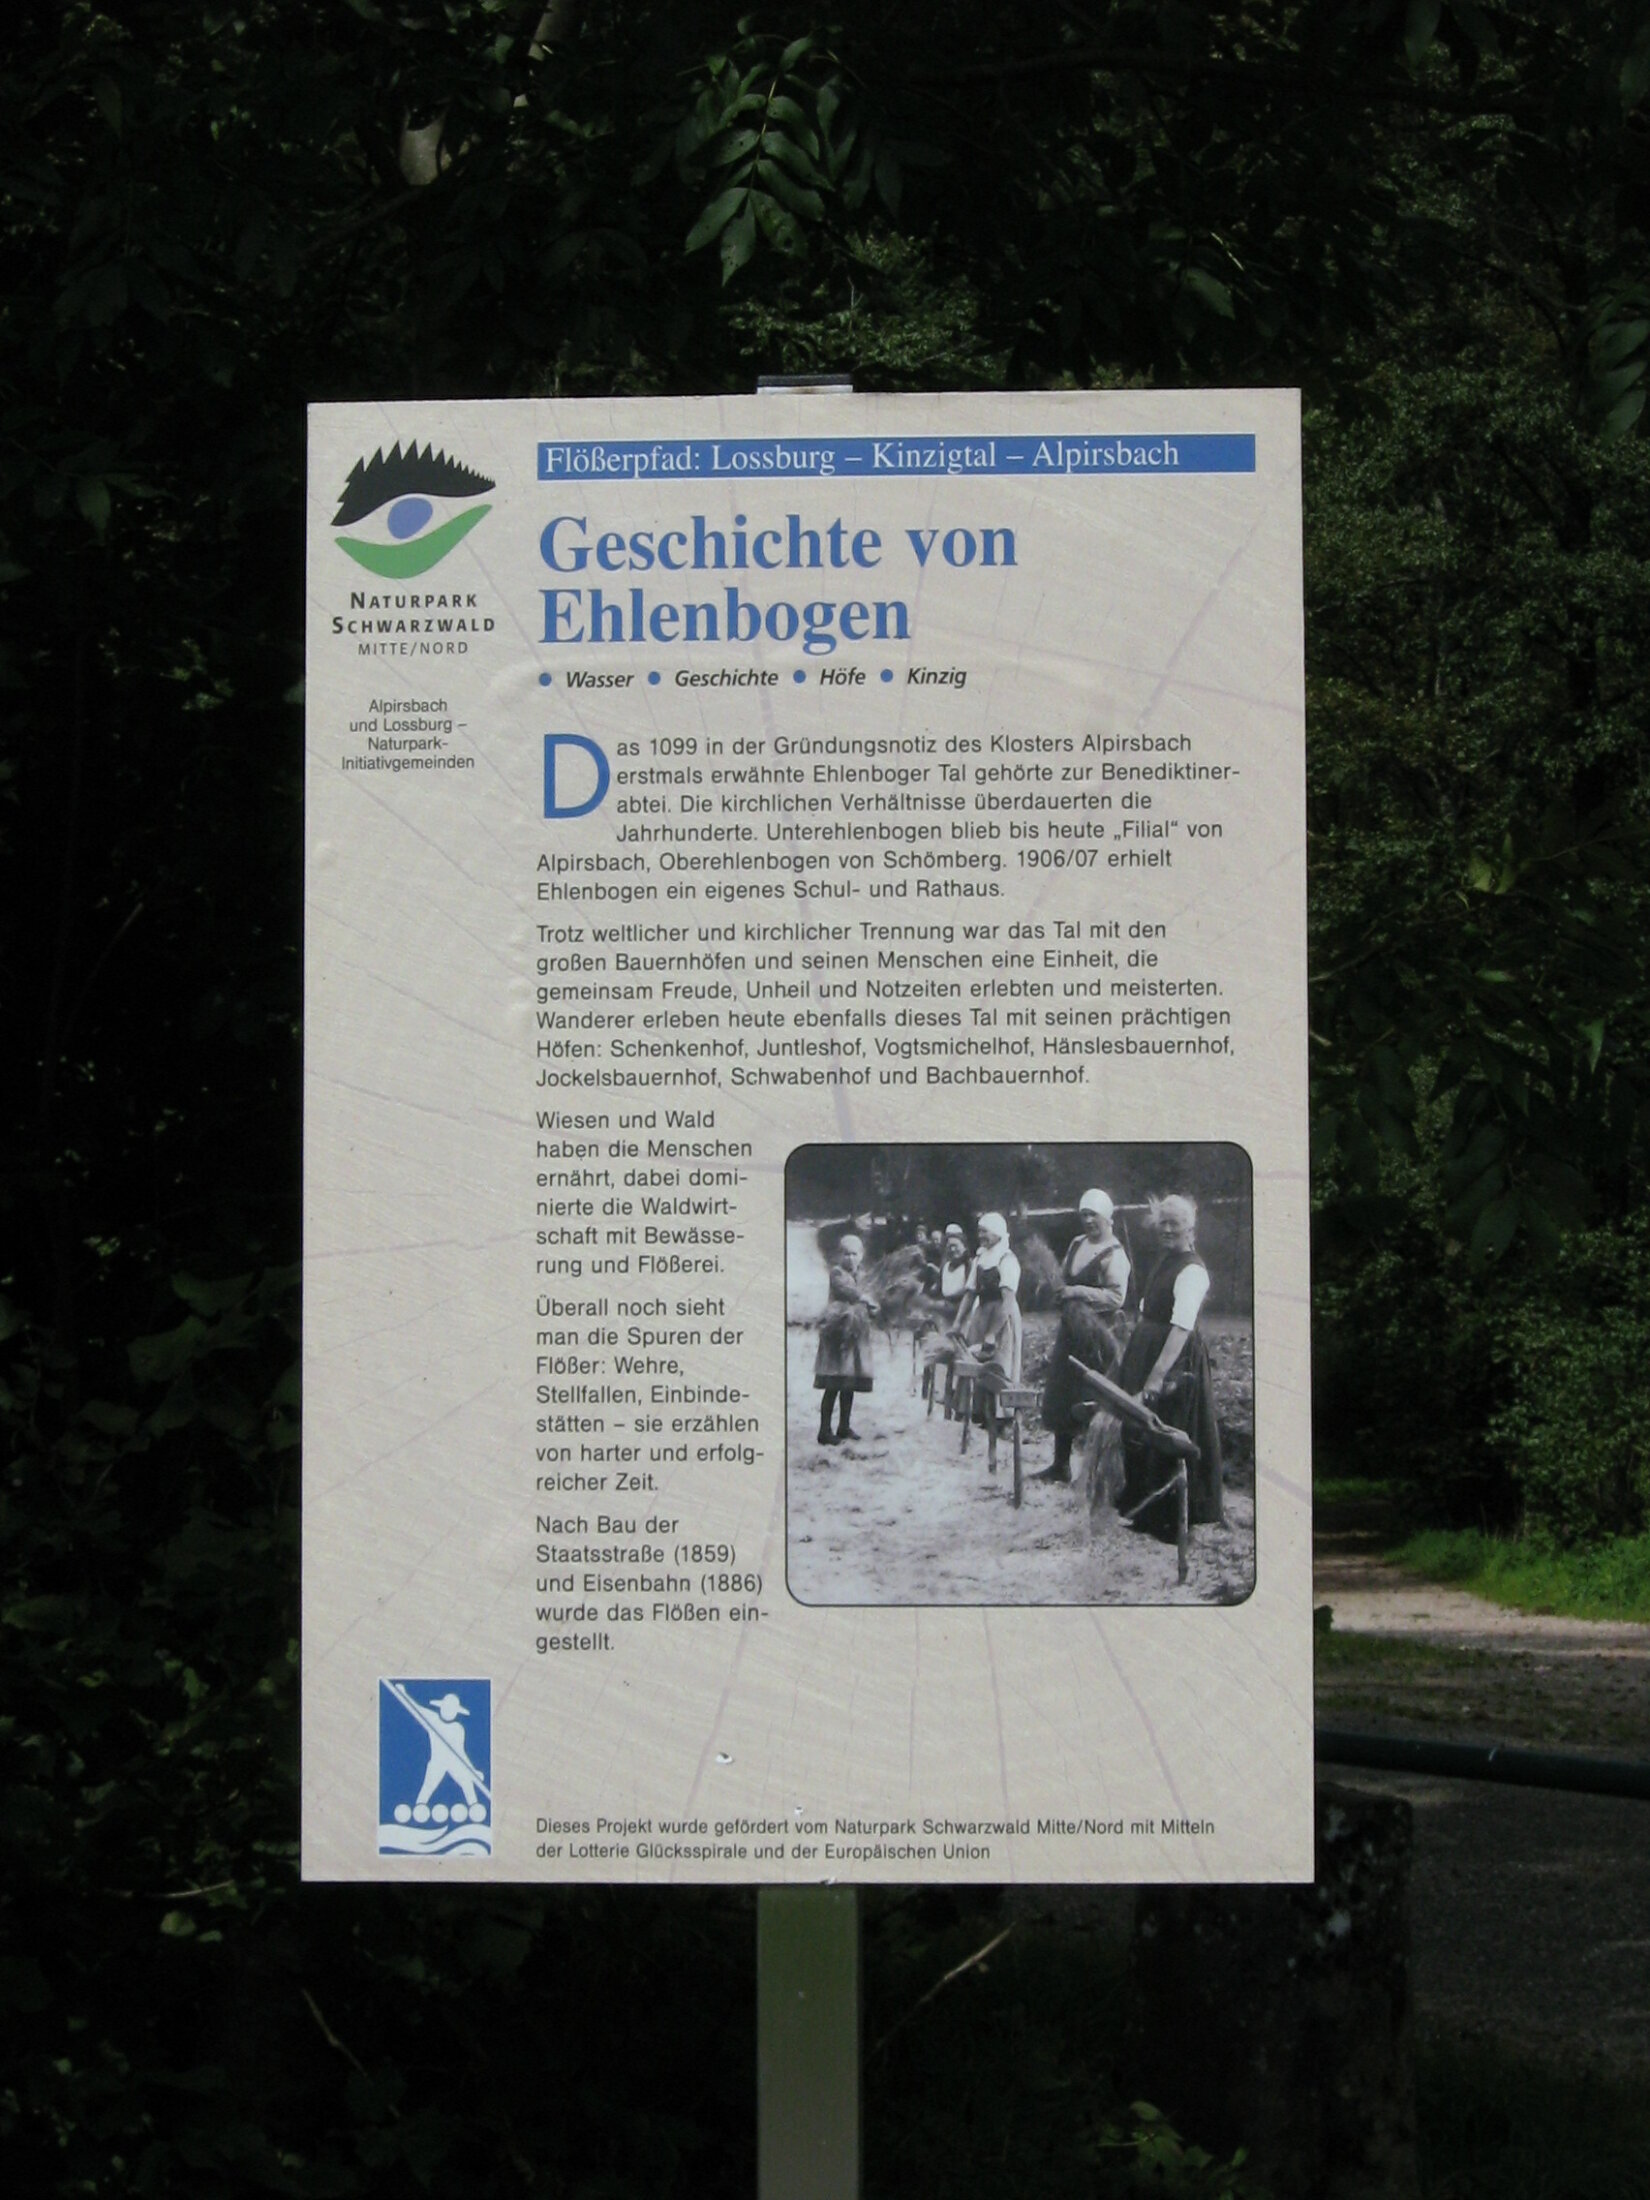 Flößerpfad: Lossburg – Kinzigtal – Alpirsbach
NATURPARK
SCHWARZWALD
MITTE/NORD
Alpirsbach
und Lossburg –
Naturpark-
Initiativgemeinden
Geschichte von
Ehlenbogen
• Wasser • Geschichte • Höfe • Kinzig
Das 1099 in der Gründungsnotiz des Klosters Alpirsbach
erstmals erwähnte Ehlenboger Tal gehörte zur Benediktiner-
abtei. Die kirchlichen Verhältnisse überdauerten die
Jahrhunderte. Unterehlenbogen blieb bis heute „Filial“ von
Alpirsbach, Oberehlenbogen von Schömberg. 1906/07 erhielt
Ehlenbogen ein eigenes Schul- und Rathaus.
Trotz weltlicher und kirchlicher Trennung war das Tal mit den
großen Bauernhöfen und seinen Menschen eine Einheit, die
gemeinsam Freude, Unheil und Notzeiten erlebten und meisterten.
Wanderer erleben heute ebenfalls dieses Tal mit seinen prächtigen
Höfen: Schenkenhof, Juntleshof, Vogtsmichelhof, Hänslesbauernhof,
Jockelsbauernhof, Schwabenhof und Bachbauernhof.
Wiesen und Wald
haben die Menschen
ernährt, dabei domi-
nierte die Waldwirt-
schaft mit Bewässe-
rung und Flößerei.
Überall noch sieht
man die Spuren der
Flößer: Wehre,
Stellfallen, Einbinde-
stätten – sie erzählen
von harter und erfolg-
reicher Zeit.
Nach Bau der
Staatsstraße (1859)
und Eisenbahn (1886)
wurde das Flößen ein-
gestellt.
Dieses Projekt wurde gefördert vom Naturpark Schwarzwald Mitte/Nord mit Mitteln
der Lotterie Glücksspirale und der Europäischen Union